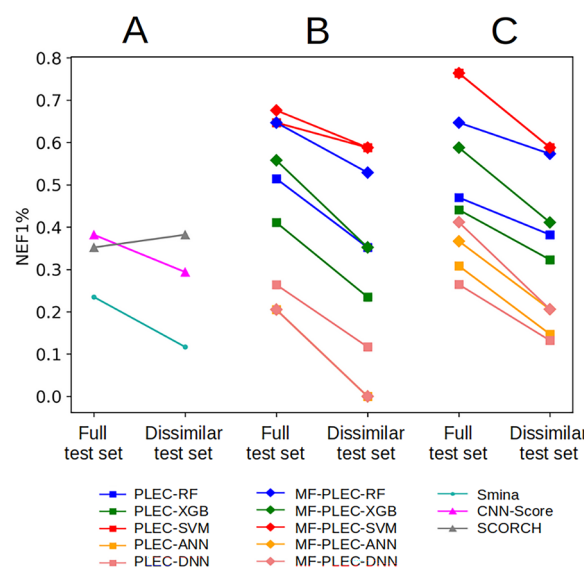 A B C
0.8
0.7
0.6
0.5
0.4
0.3
0.2
0.1
0.0
NEF1%
Full Dissimilar Full Dissimilar Full Dissimilar
test set test set test set test set test set test set
PLEC-RF MF-PLEC-RF Smina
PLEC-XGB MF-PLEC-XGB CNN-Score
PLEC-SVM MF-PLEC-SVM SCORCH
PLEC-ANN MF-PLEC-ANN
PLEC-DNN MF-PLEC-DNN